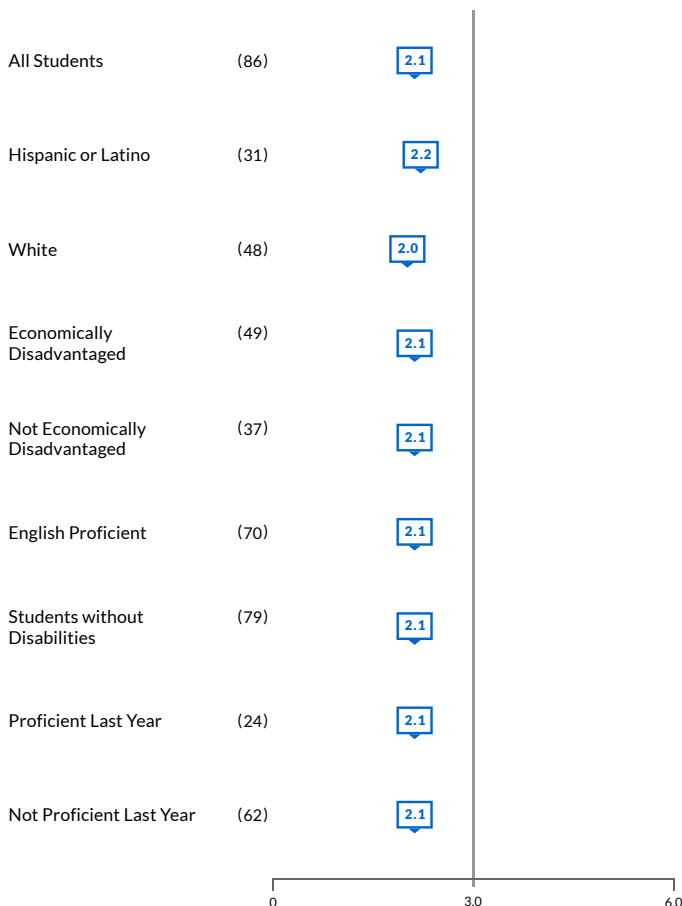 All Students (86) 2.1
Hispanic or Latino (31) 2.2
White (48) 2.0
Economically
Disadvantaged (49) 2.1
Not Economically
Disadvantaged (37) 2.1
English Proficient (70) 2.1
Students without
Disabilities (79) 2.1
Proficient Last Year (24) 2.1
Not Proficient Last Year (62) 2.1
0 3.0 6.0